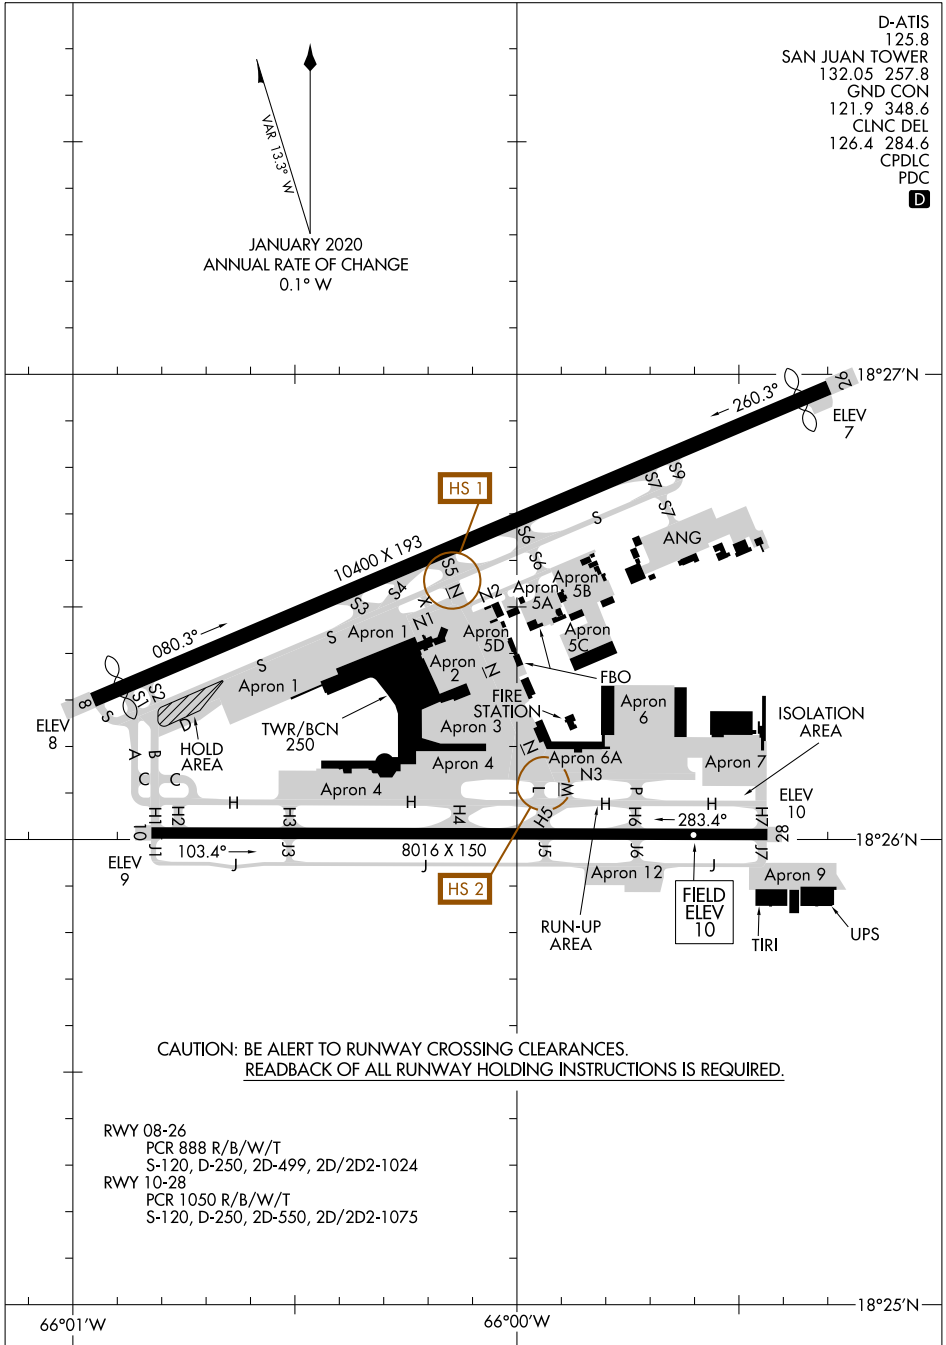 D-ATIS
125.8
SAN JUAN TOWER
132.05 257.8
GND CON
121.9 348.6
CLNC DEL
126.4 284.6
CPDLC
PDC
D
VAR 13.3° W
JANUARY 2020
ANNUAL RATE OF CHANGE
0.1° W
18°27'N
26
260.3°
ELEV
7
HS 1
S9
S7
S7
S
ANG
10400 X 193
S6
S6
S5
S4
S3
N
N2
X
N1
Apron
5A
Apron
5B
Apron
5C
Apron
5D
080.3°
S
Apron 1
S
Apron 1
Apron
2
N
FBO
8
S
S1
S2
D
HOLD
AREA
ELEV
8
TWR/BCN
250
Apron 3
FIRE
STATION
Apron
6
ISOLATION
AREA
A
B
C
C
Apron 4
Apron 4
N
Apron 6A
N3
Apron 7
L
M
P
H
H
H
H
H1
H2
H3
H4
H5
H6
H7
ELEV
10
10
283.4°
28
18°26'N
ELEV
9
J1
103.4°
J3
J
8016 X 150
J5
J6
J
J7
HS 2
Apron 12
Apron 9
FIELD
ELEV
10
RUN-UP
AREA
TIRI
UPS
CAUTION: BE ALERT TO RUNWAY CROSSING CLEARANCES.
READBACK OF ALL RUNWAY HOLDING INSTRUCTIONS IS REQUIRED.
RWY 08-26
PCR 888 R/B/W/T
S-120, D-250, 2D-499, 2D/2D2-1024
RWY 10-28
PCR 1050 R/B/W/T
S-120, D-250, 2D-550, 2D/2D2-1075
18°25'N
66°01'W
66°00'W